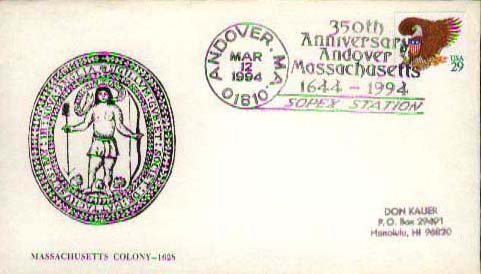 350th
Anniversary
Andover
Massachusetts
1644 - 1994
SOPEX STATION
ANDOVER, MA
MAR
12
1994
01810
USA
29
DON KAUER
P.O. Box 29491
Honolulu, HI 96820
MASSACHUSETTS COLONY—1628